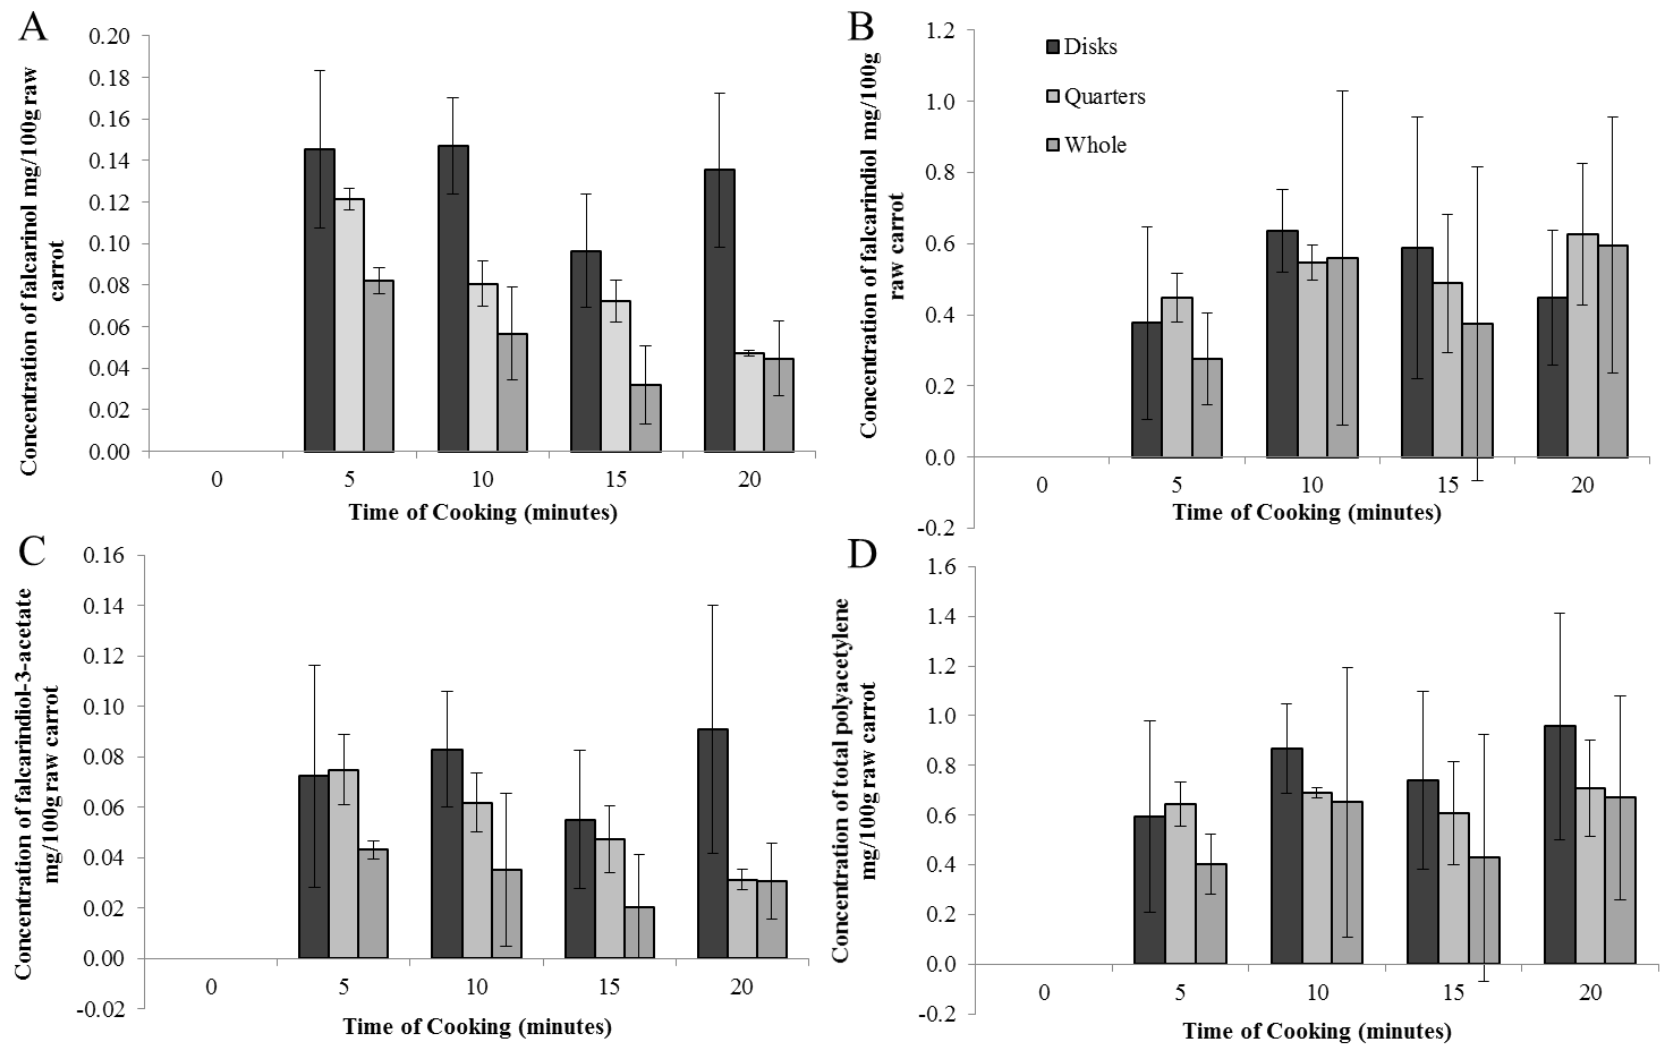 A
Concentration of falcarinol mg/100g raw
carrot
0.20
0.18
0.16
0.14
0.12
0.10
0.08
0.06
0.04
0.02
0.00
0 5 10 15 20
Time of Cooking (minutes)
B
Concentration of falcarindiol mg/100g
raw carrot
1.2
1.0
0.8
0.6
0.4
0.2
0.0
-0.2
Disks
Quarters
Whole
0 5 10 15 20
Time of Cooking (minutes)
C
Concentration of falcarindiol-3-acetate
mg/100g raw carrot
0.16
0.14
0.12
0.10
0.08
0.06
0.04
0.02
0.00
-0.02
0 5 10 15 20
Time of Cooking (minutes)
D
Concentration of total polyacetylene
mg/100g raw carrot
1.6
1.4
1.2
1.0
0.8
0.6
0.4
0.2
0.0
-0.2
0 5 10 15 20
Time of Cooking (minutes)